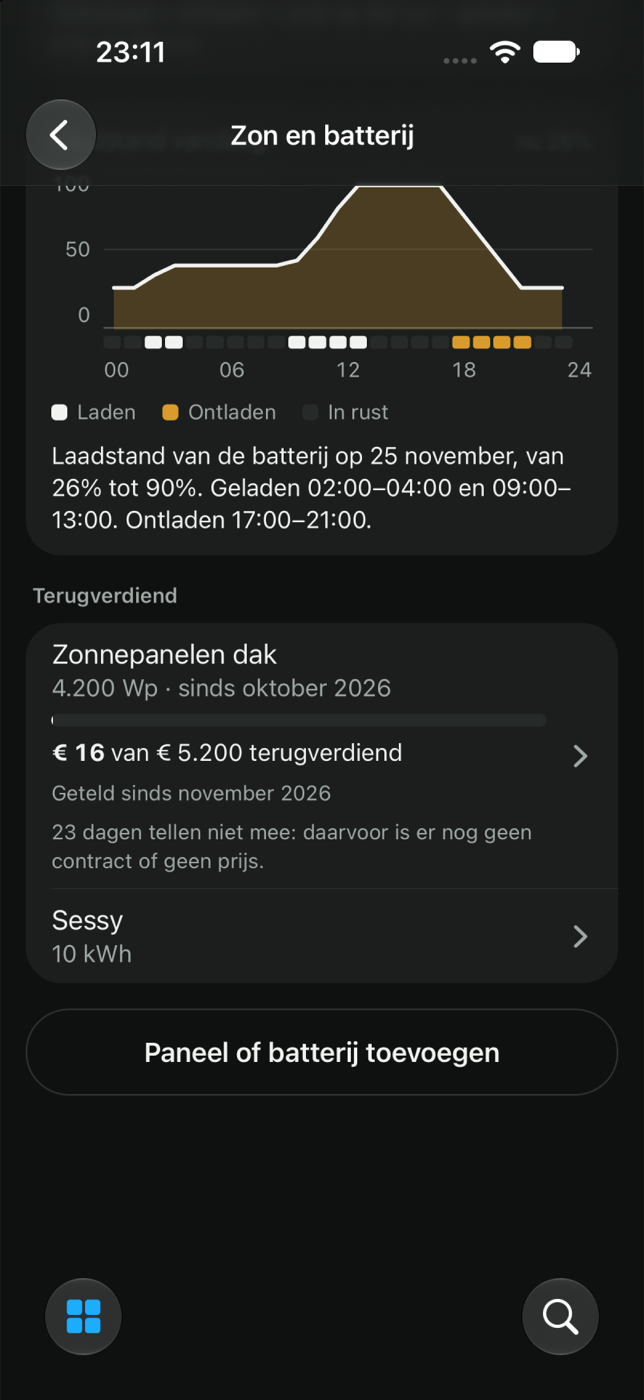 23:11
Zon en batterij
100
50
0
00 06 12 18 24
Laden Ontladen In rust
Laadstand van de batterij op 25 november, van
26% tot 90%. Geladen 02:00–04:00 en 09:00–
13:00. Ontladen 17:00–21:00.
Terugverdiend
Zonnepanelen dak
4.200 Wp · sinds oktober 2026
€ 16 van € 5.200 terugverdiend
Geteld sinds november 2026
23 dagen tellen niet mee: daarvoor is er nog geen
contract of geen prijs.
Sessy
10 kWh
Paneel of batterij toevoegen